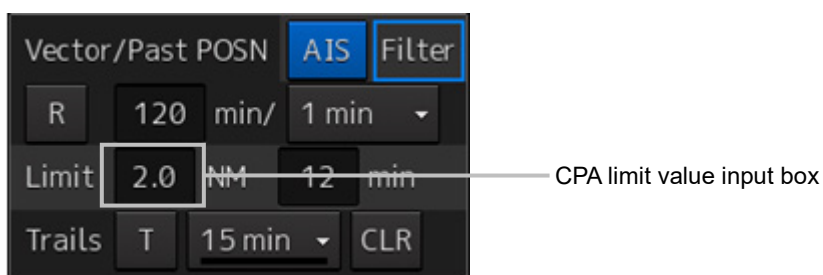 Vector/Past POSN AIS Filter
R 120 min/ 1 min
Limit 2.0 NM 12 min
CPA limit value input box
Trails T 15 min CLR